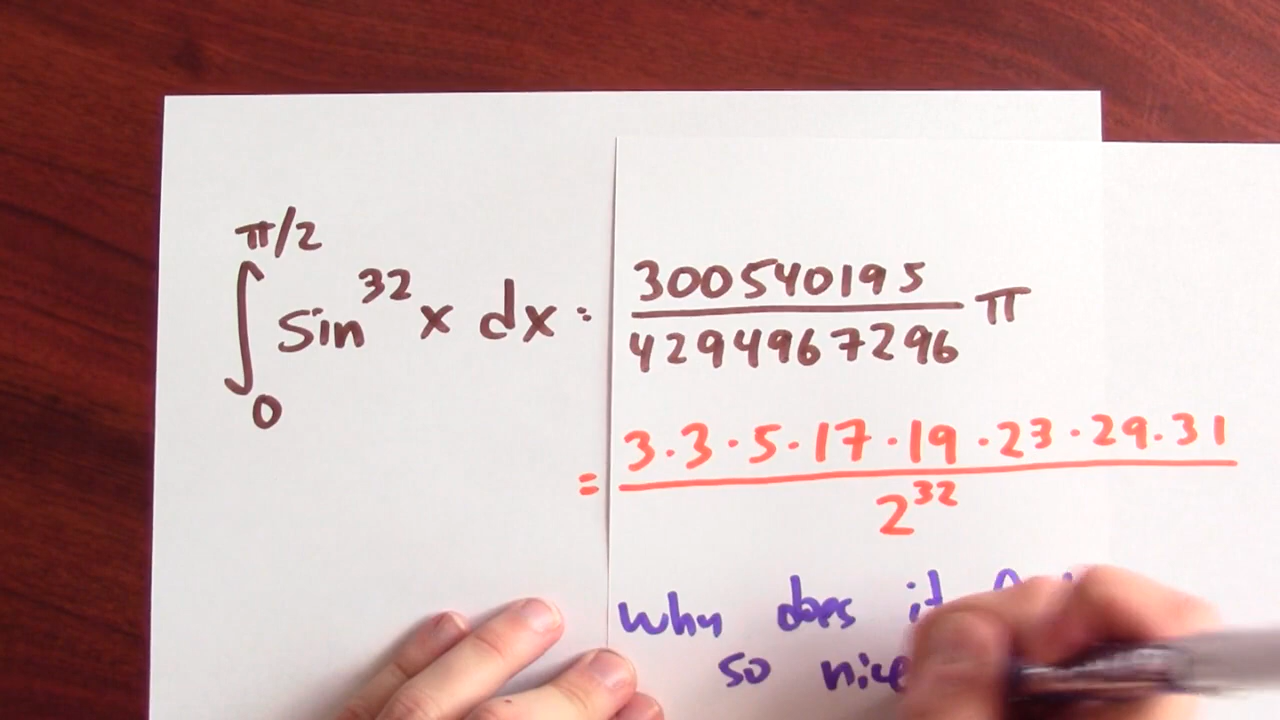 ∫₀^π/2 sin³² x dx = 300540195/4294967296 π
= 3·3·5·17·19·23·29·31/2³²
Why does it
so nice